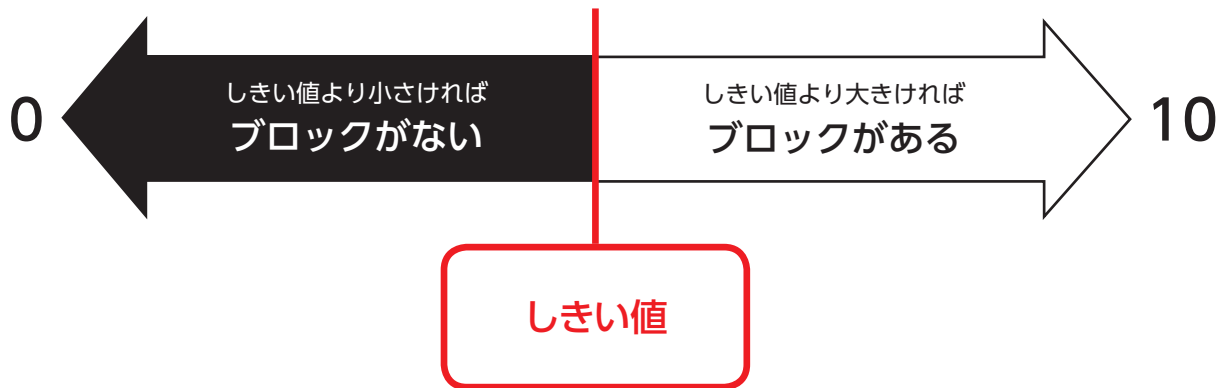 0
しきい値より小さければ
ブロックがない
しきい値より大きければ
ブロックがある
10
しきい値